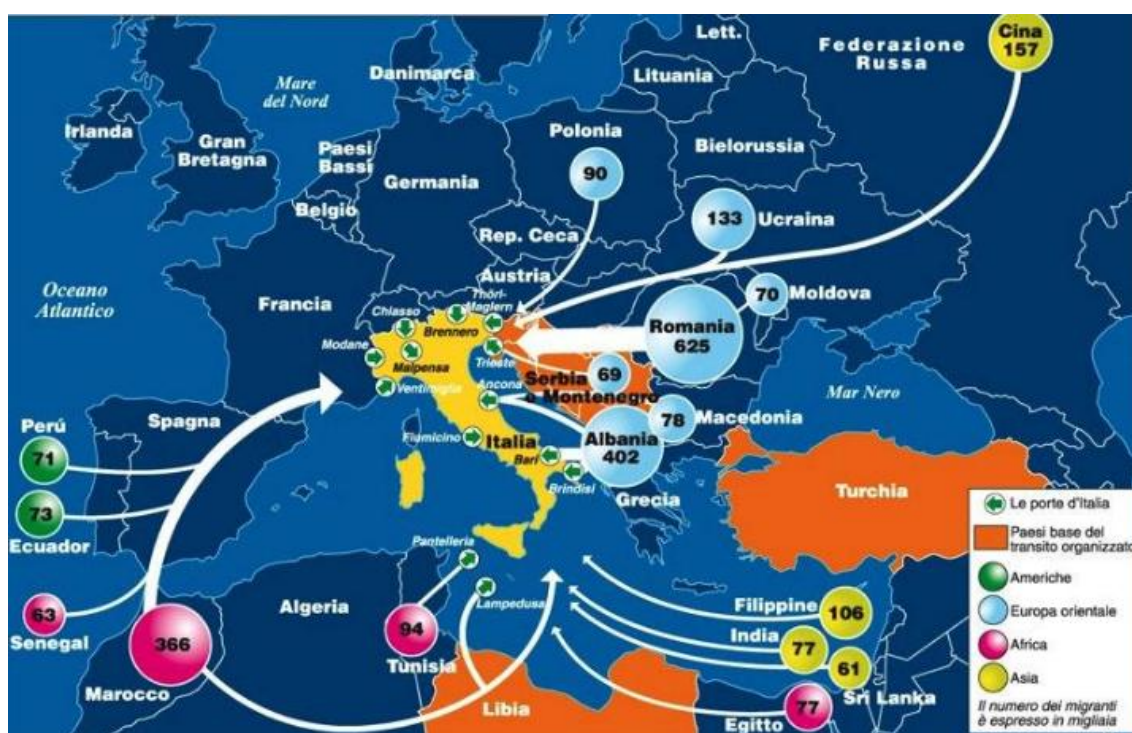 Cina
157
Lett.
Federazione
Russa
Danimarca
Lituania
Mare
del Nord
Irlanda
Gran
Bretagna
Paesi
Bassi
Polonia
90
Bielorussia
Germania
Belgio
133
Ucraina
Rep. Ceca
Austria
Oceano
Atlantico
Francia
Thörl-
Maglern
70
Moldova
Chiasso
Brennero
Romania
625
Modane
Malpensa
Trieste
Ventimiglia
Ancona
Serbia
e Montenegro
69
Mar Nero
Spagna
78
Macedonia
Perú
71
Fiumicino
Italia
Bari
Albania
402
Brindisi
Grecia
Turchia
73
Ecuador
Pantelleria
Lampedusa
Algeria
63
Senegal
366
Marocco
94
Tunisia
Libia
Filippine
106
India
77
61
Sri Lanka
Egitto
77
Le porte d'Italia
Paesi base del
transito organizzato
Americhe
Europa orientale
Africa
Asia
Il numero dei migranti
è espresso in migliaia